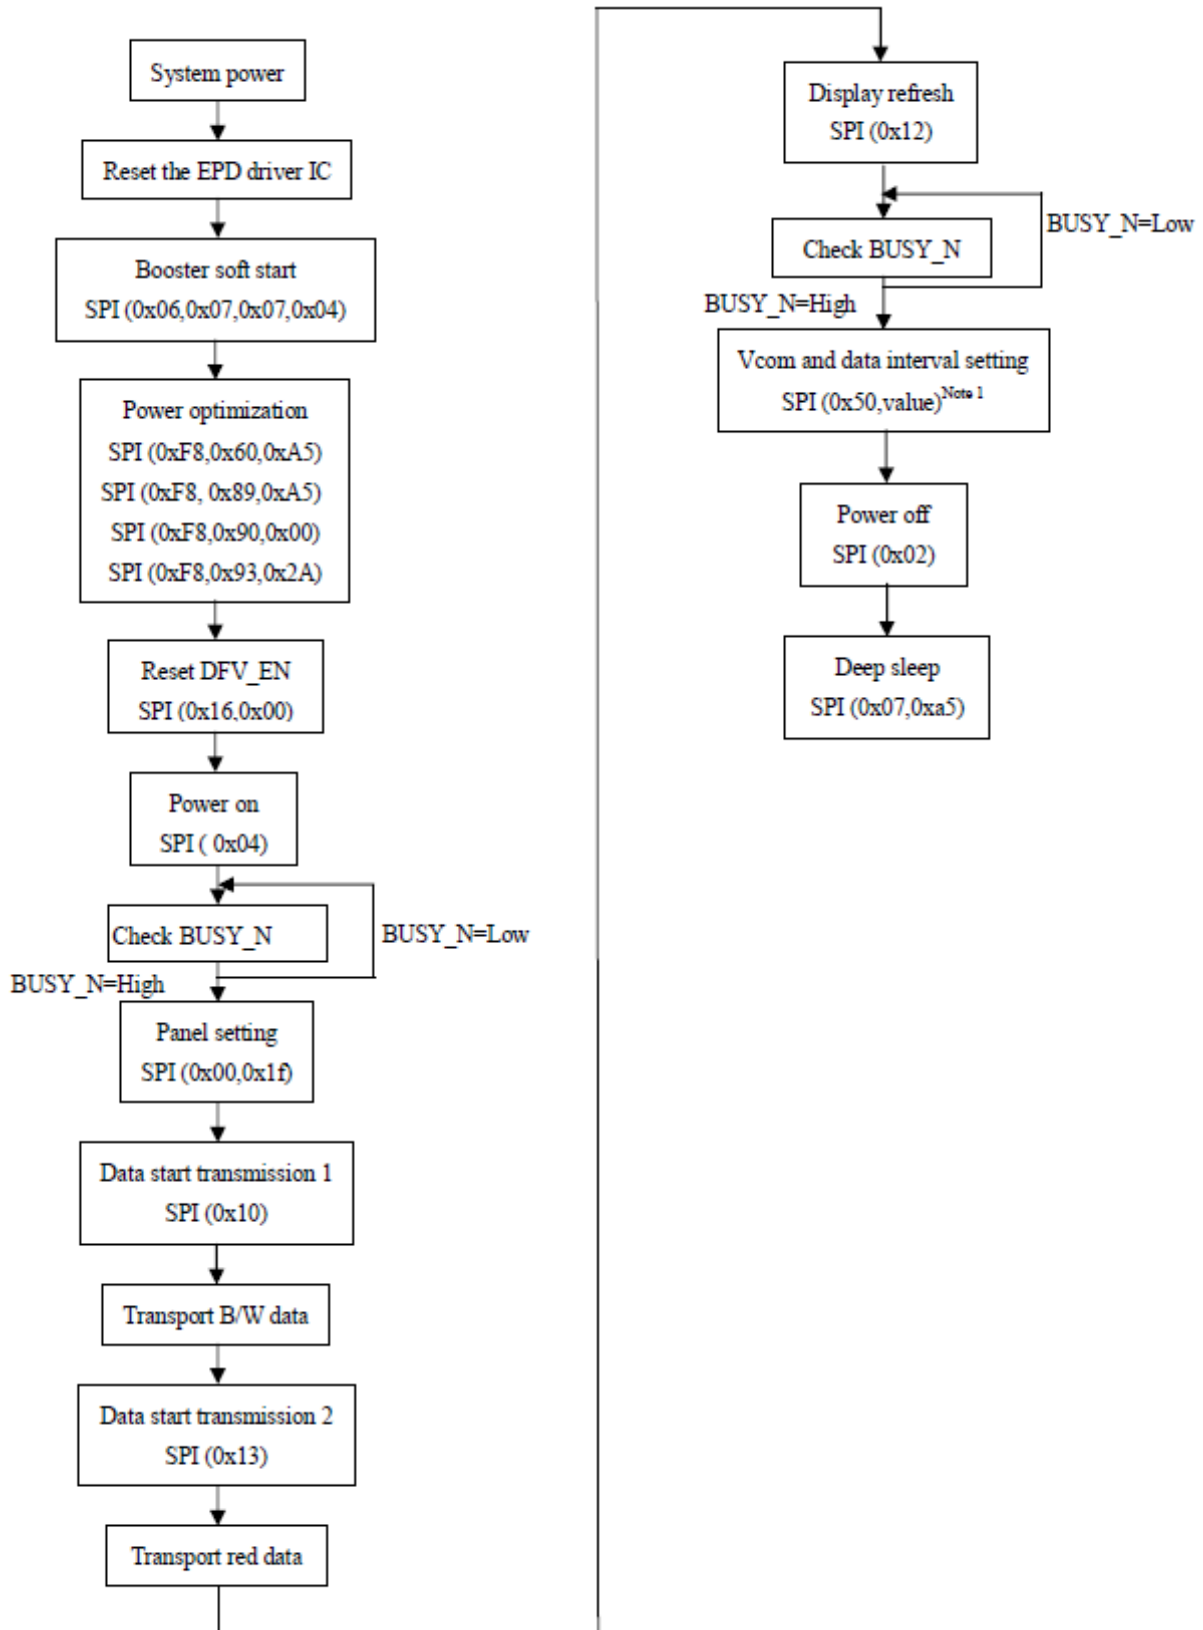 System power
Reset the EPD driver IC
Booster soft start
SPI (0x06,0x07,0x07,0x04)
Power optimization
SPI (0xF8,0x60,0xA5)
SPI (0xF8, 0x89,0xA5)
SPI (0xF8,0x90,0x00)
SPI (0xF8,0x93,0x2A)
Reset DFV_EN
SPI (0x16,0x00)
Power on
SPI ( 0x04)
Check BUSY_N
BUSY_N=Low
BUSY_N=High
Panel setting
SPI (0x00,0x1f)
Data start transmission 1
SPI (0x10)
Transport B/W data
Data start transmission 2
SPI (0x13)
Transport red data
Display refresh
SPI (0x12)
BUSY_N=Low
Check BUSY_N
BUSY_N=High
Vcom and data interval setting
SPI (0x50,value)Note 1
Power off
SPI (0x02)
Deep sleep
SPI (0x07,0xa5)